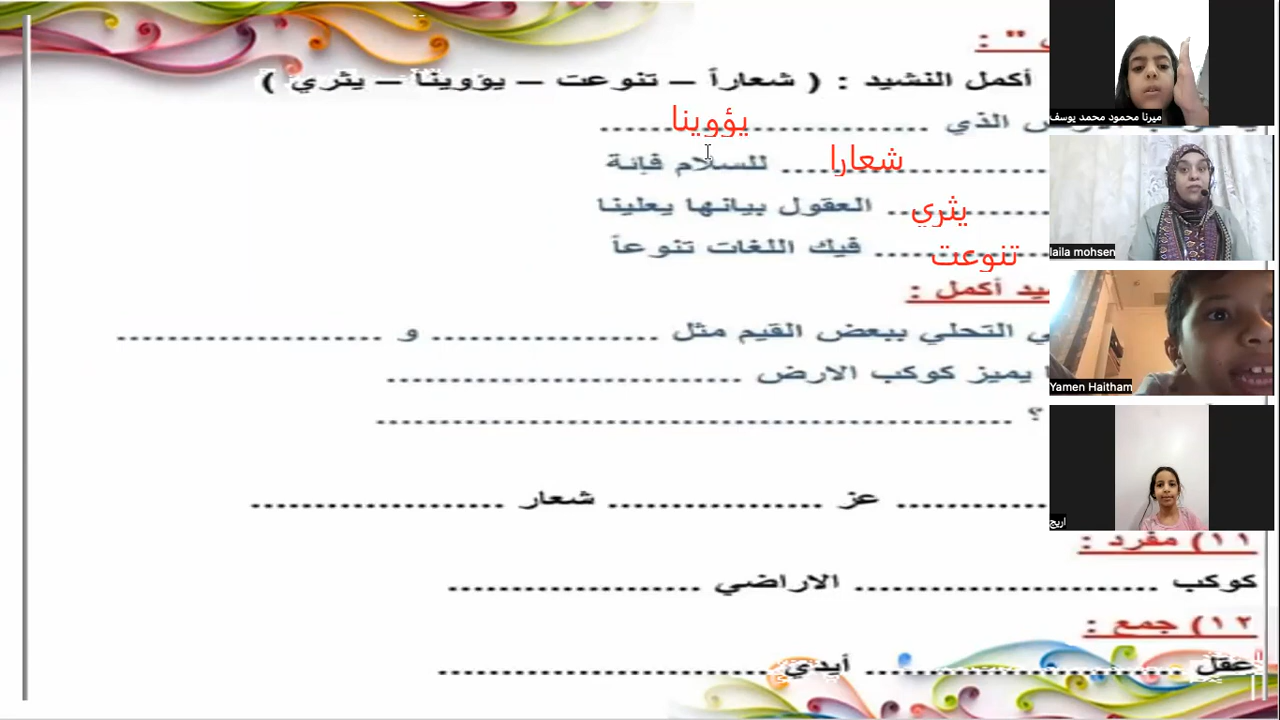 أكمل النشيد : ( شعاراً – تنوعت – يؤوينا – يثري )
الذي .................... يؤوينا
شعارا .................... للسلام فإنة
يثري .................... العقول بيانها يعلينا
تنوعت .................... فيك اللغات تنوعاً
أكمل :
التحلي ببعض القيم مثل .................... و ....................
يميز كوكب الارض ....................
؟ ....................
.................... عز .................... شعار ....................
١١) مفرد :
كوكب .................... الاراضي ....................
١٢) جمع :
عقل .................... أيدي ....................
ميرنا محمود محمد يوسف
laila mohsen
Yamen Haitham
اريج